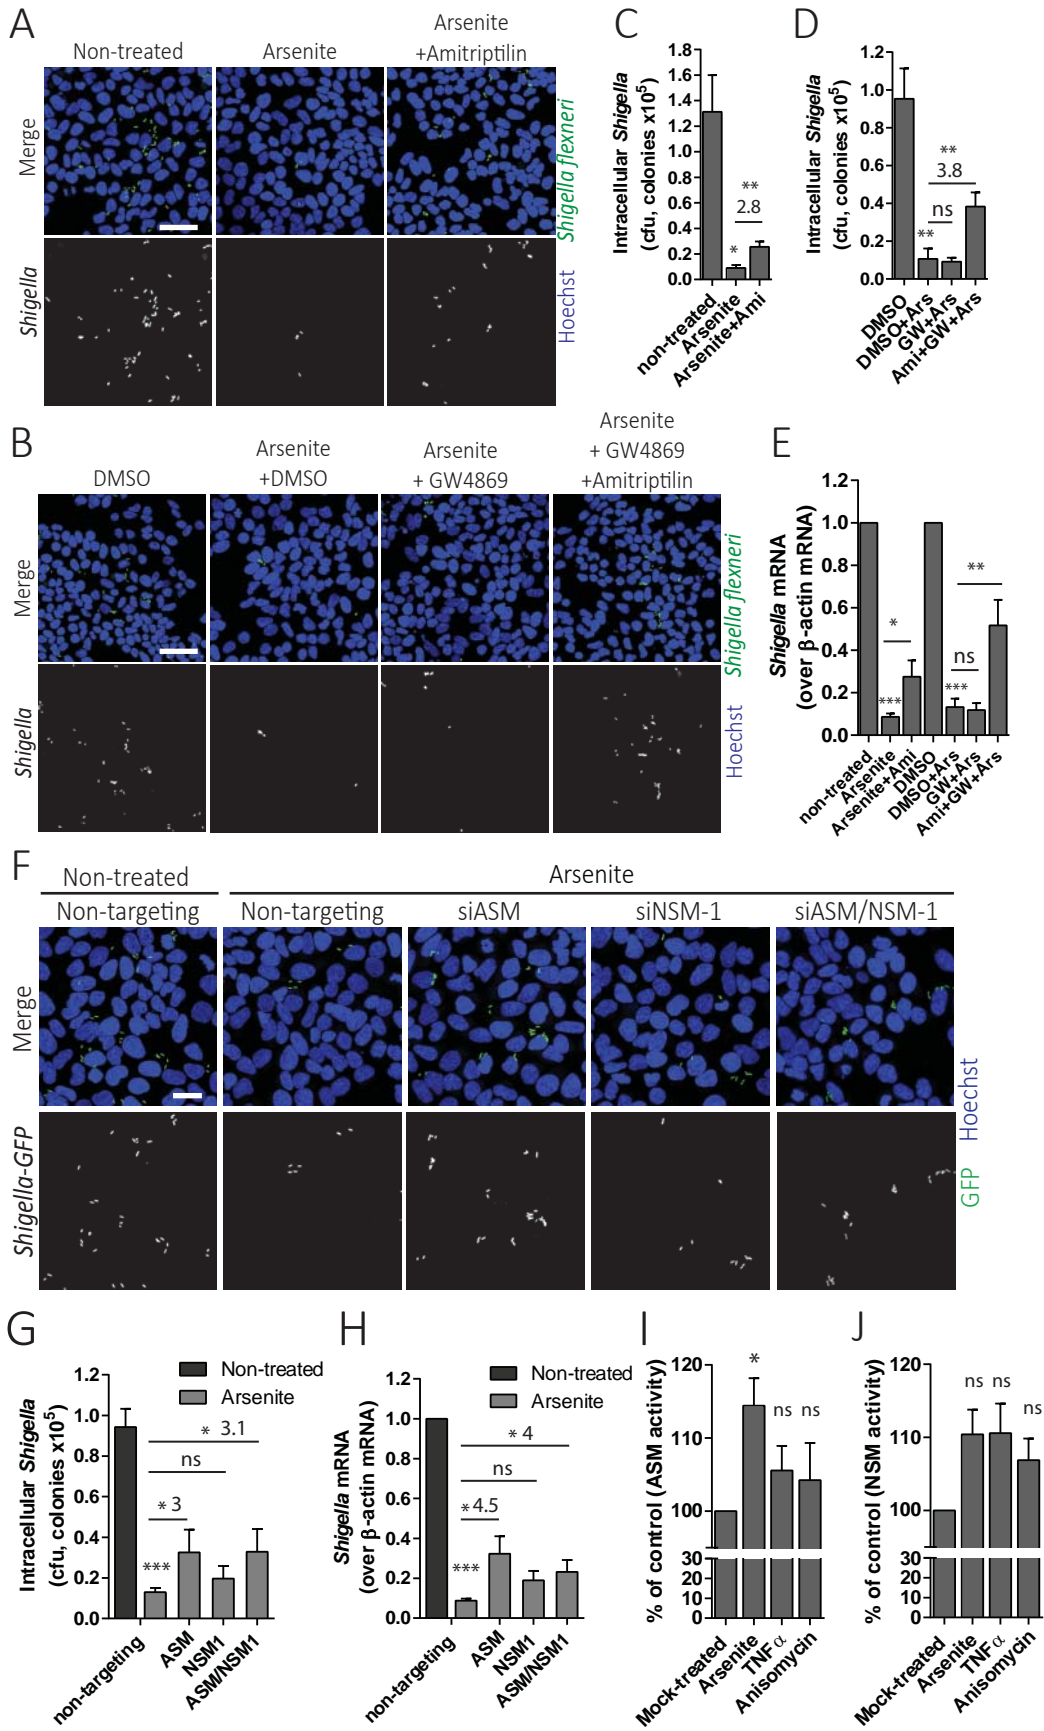 A
Non-treated
Arsenite
Arsenite
+Amitriptilin
Merge
Shigella
Shigella flexneri
Hoechst
C
Intracellular Shigella
(cfu, colonies x10⁵)
1.8
1.6
1.4
1.2
1.0
0.8
0.6
0.4
0.2
0.0
**
2.8
*
non-treated
Arsenite
Arsenite+Ami
D
Intracellular Shigella
(cfu, colonies x10⁵)
1.2
1.0
0.8
0.6
0.4
0.2
0.0
**
3.8
ns
**
DMSO
DMSO+Ars
GW+Ars
Ami+GW+Ars
B
DMSO
Arsenite
+DMSO
Arsenite
+ GW4869
Arsenite
+ GW4869
+Amitriptilin
Merge
Shigella
Shigella flexneri
Hoechst
E
Shigella mRNA
(over β-actin mRNA)
1.2
1.0
0.8
0.6
0.4
0.2
0.0
**
*
ns
***
***
non-treated
Arsenite
Arsenite+Ami
DMSO
DMSO+Ars
GW+Ars
Ami+GW+Ars
F
Non-treated
Arsenite
Non-targeting
Non-targeting
siASM
siNSM-1
siASM/NSM-1
Merge
Shigella-GFP
GFP
Hoechst
G
Intracellular Shigella
(cfu, colonies x10⁵)
Non-treated
Arsenite
1.2
1.0
0.8
0.6
0.4
0.2
0.0
* 3.1
ns
* 3
***
non-targeting
ASM
NSM1
ASM/NSM1
H
Shigella mRNA
(over β-actin mRNA)
Non-treated
Arsenite
1.2
1.0
0.8
0.6
0.4
0.2
0.0
* 4
ns
* 4.5
***
non-targeting
ASM
NSM1
ASM/NSM1
I
% of control (ASM activity)
120
110
100
30
20
10
0
*
ns
ns
Mock-treated
Arsenite
TNFα
Anisomycin
J
% of control (NSM activity)
120
110
100
30
20
10
0
ns
ns
ns
Mock-treated
Arsenite
TNFα
Anisomycin